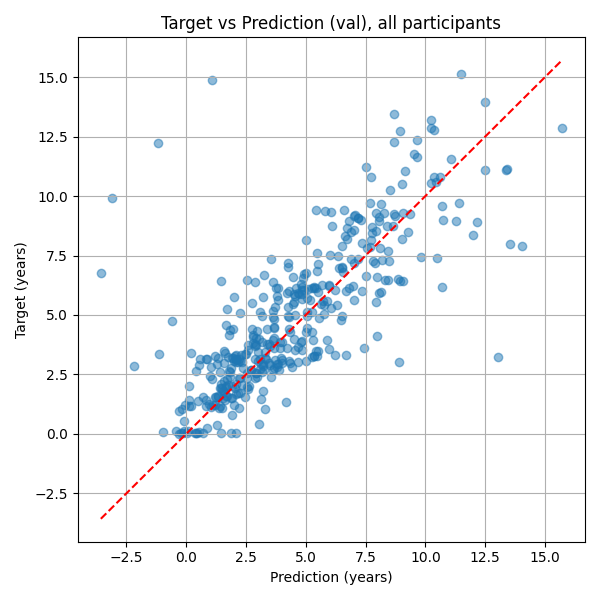 Target vs Prediction (val), all participants
Target (years)
15.0
12.5
10.0
7.5
5.0
2.5
0.0
−2.5
−2.5 0.0 2.5 5.0 7.5 10.0 12.5 15.0
Prediction (years)